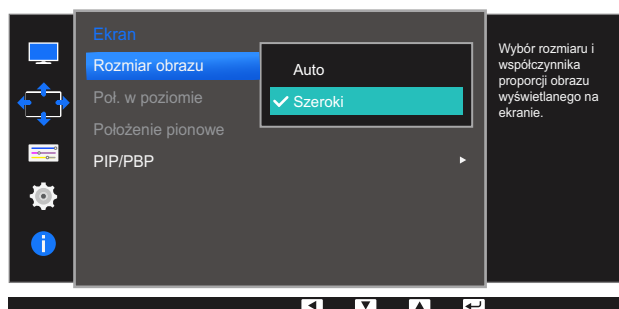 Ekran
Rozmiar obrazu
Auto
Poł. w poziomie
Szeroki
Położenie pionowe
PIP/PBP
Wybór rozmiaru i
współczynnika
proporcji obrazu
wyświetlanego na
ekranie.